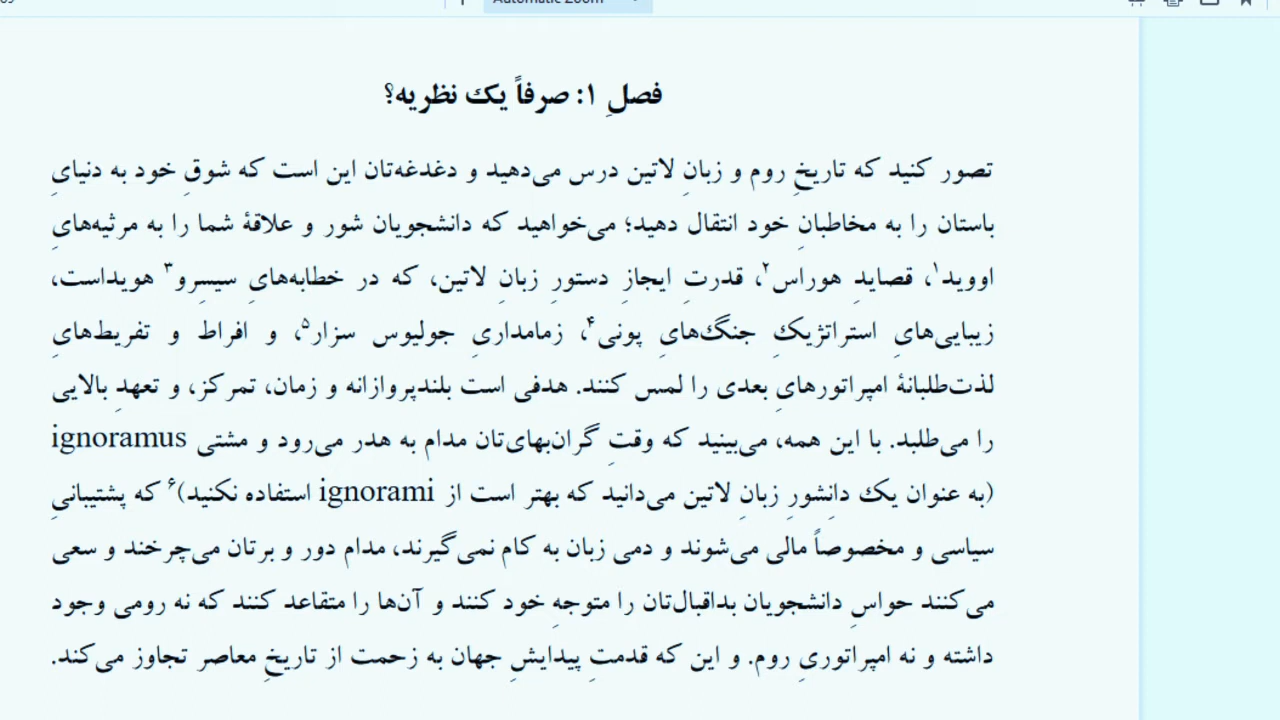 Automatic Zoom
فصلِ ۱: صرفاً یک نظریه؟
تصور کنید که تاریخِ روم و زبانِ لاتین درس می‌دهید و دغدغه‌تان این است که شوقِ خود به دنیایِ
باستان را به مخاطبانِ خود انتقال دهید؛ می‌خواهید که دانشجویان شور و علاقهٔ شما را به مرثیه‌هایِ
اووید۱، قصایدِ هوراس۲، قدرتِ ایجازِ دستورِ زبانِ لاتین، که در خطابه‌هایِ سیسِرو۳ هویداست،
زیبایی‌هایِ استراتژیکِ جنگ‌هایِ پونی۴، زمامداریِ جولیوس سزار۵، و افراط و تفریط‌هایِ
لذت‌طلبانهٔ امپراتورهایِ بعدی را لمس کنند. هدفی است بلندپروازانه و زمان، تمرکز، و تعهدِ بالایی
را می‌طلبد. با این همه، می‌بینید که وقتِ گران‌بهای‌تان مدام به هدر می‌رود و مشتی ignoramus
(به عنوان یک دانِشورِ زبانِ لاتین می‌دانید که بهتر است از ignorami استفاده نکنید)۶ که پشتیبانیِ
سیاسی و مخصوصاً مالی می‌شوند و دمی زبان به کام نمی‌گیرند، مدام دور و برتان می‌چرخند و سعی
می‌کنند حواسِ دانشجویان بداقبال‌تان را متوجهِ خود کنند و آن‌ها را متقاعد کنند که نه رومی وجود
داشته و نه امپراتوریِ روم. و این که قدمتِ پیدایشِ جهان به زحمت از تاریخِ معاصر تجاوز می‌کند.